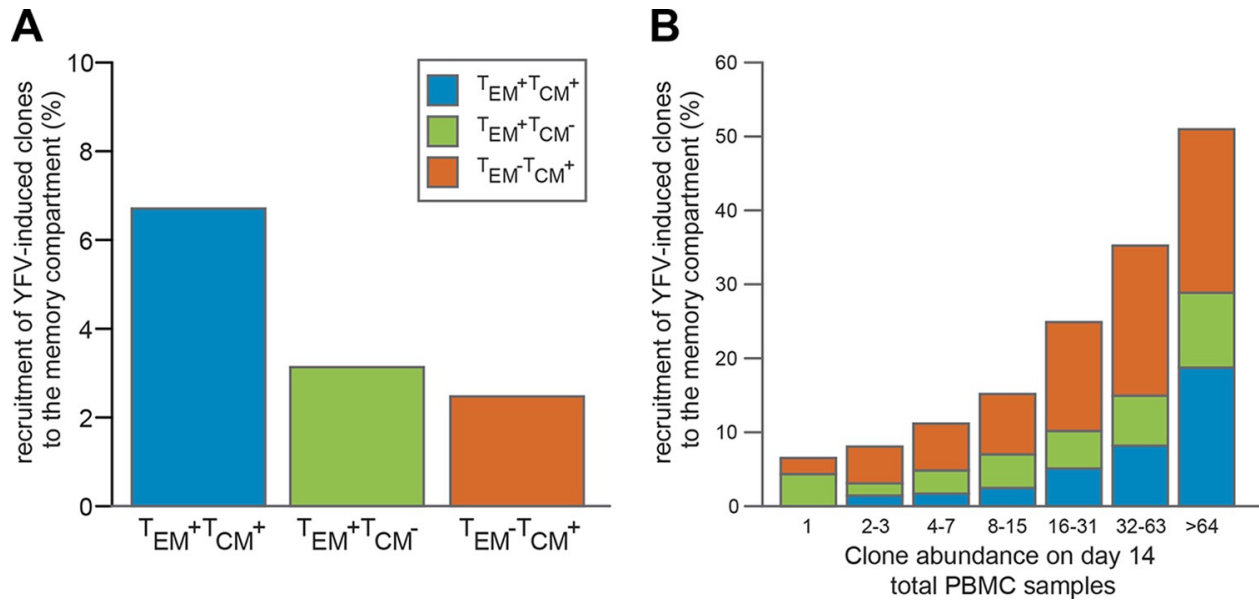 A
recruitment of YFV-induced clones
to the memory compartment (%)
10
8
6
4
2
0
TEM+TCM+
TEM+TCM-
TEM-TCM+
TEM+TCM+
TEM+TCM-
TEM-TCM+
B
recruitment of YFV-induced clones
to the memory compartment (%)
60
50
40
30
20
10
0
1
2-3
4-7
8-15
16-31
32-63
>64
Clone abundance on day 14
total PBMC samples